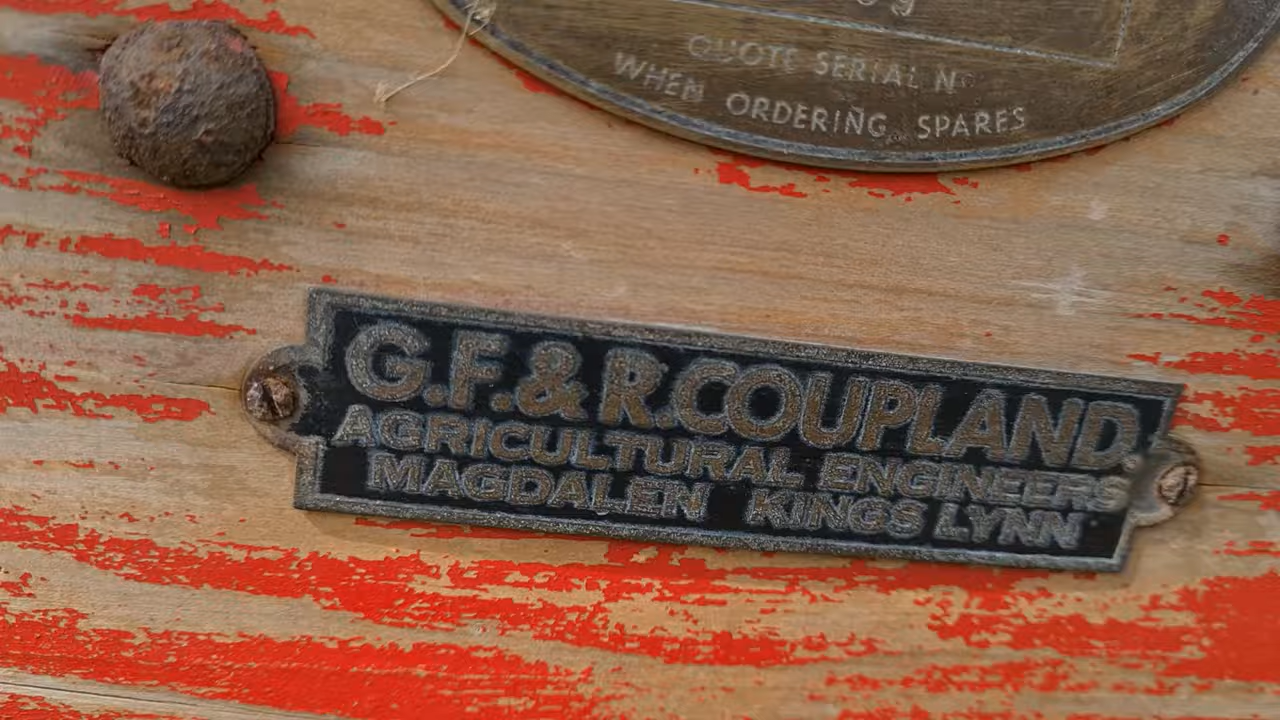 QUOTE SERIAL Nº
WHEN ORDERING SPARES
G.F.&R.COUPLAND.
AGRICULTURAL ENGINEERS
MAGDALEN KINGS LYNN